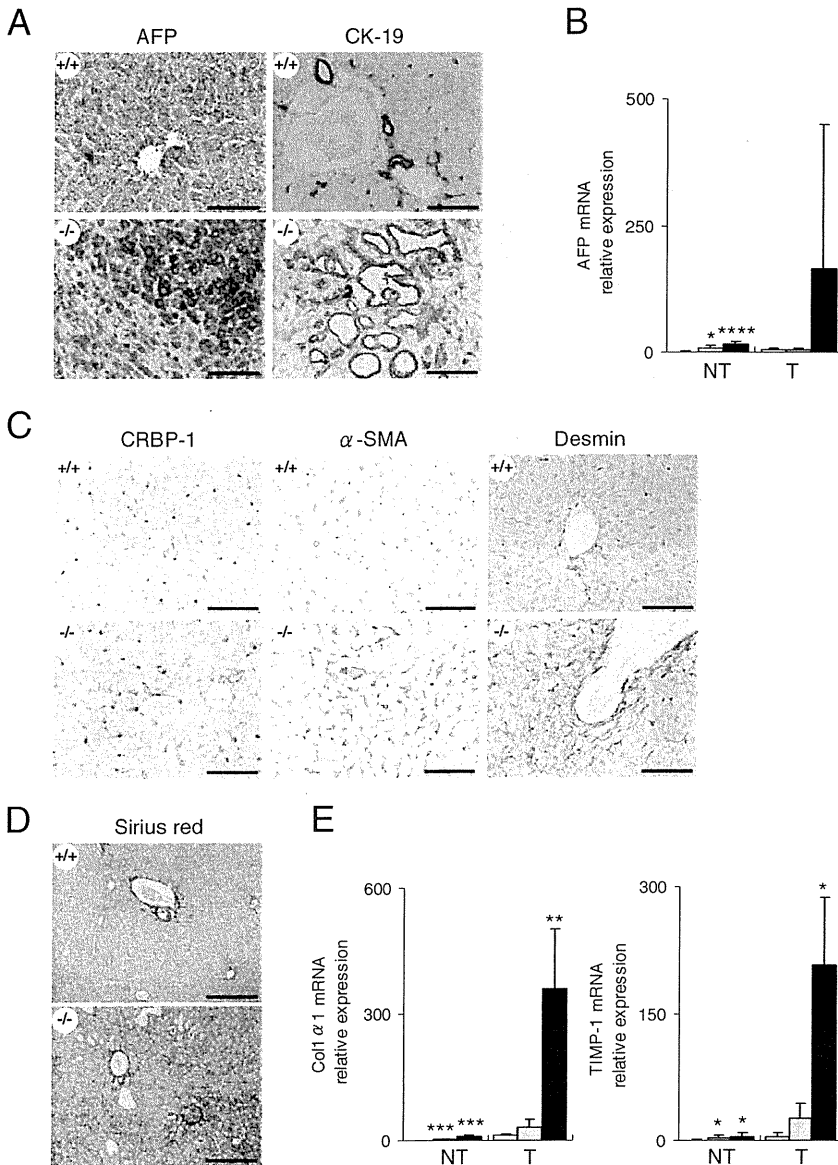 A
AFP
CK-19
+/+
+/+
-/-
-/-
B
AFP mRNA
relative expression
500
250
0
*
****
NT
T
C
CRBP-1
α-SMA
Desmin
+/+
+/+
+/+
-/-
-/-
-/-
D
Sirius red
+/+
-/-
E
Col1α1 mRNA
relative expression
600
300
0
***
***
**
NT
T
TIMP-1 mRNA
relative expression
300
150
0
*
*
*
NT
T